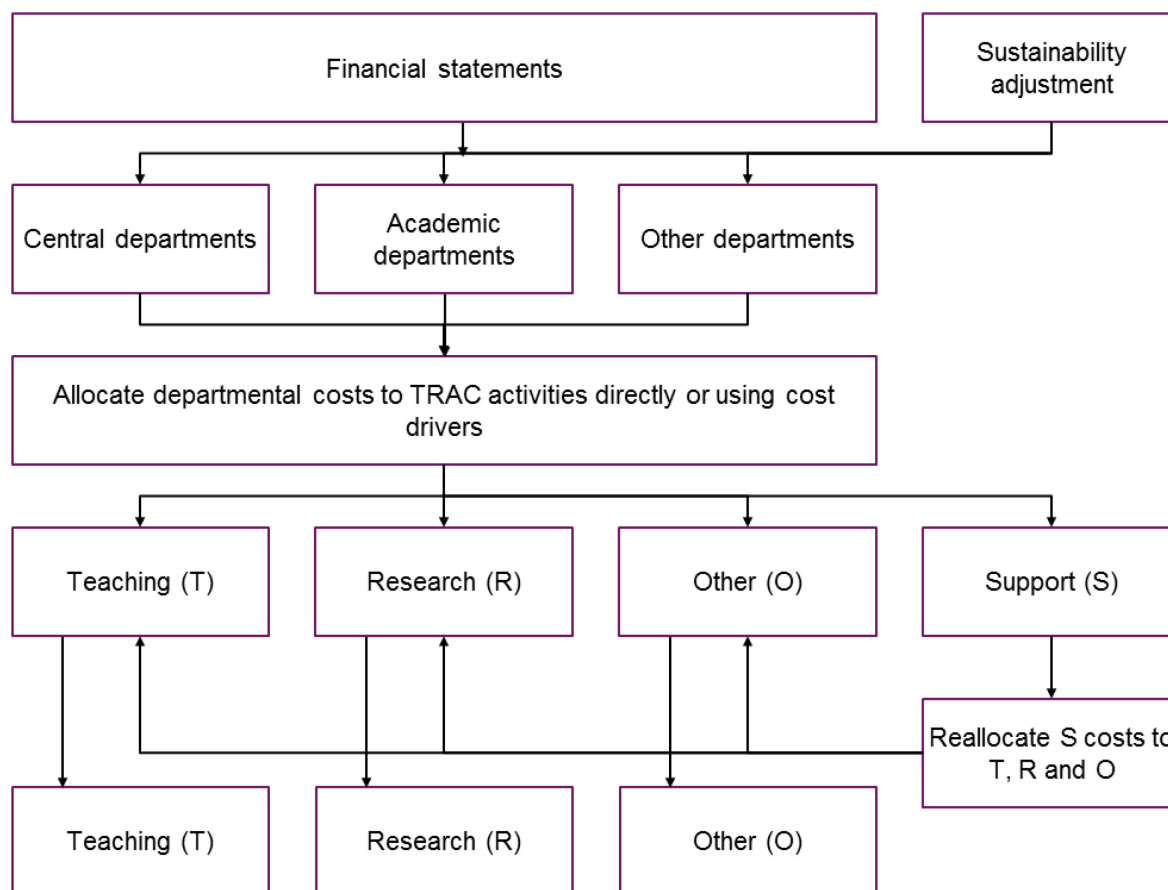 Financial statements
Sustainability
adjustment
Central departments
Academic
departments
Other departments
Allocate departmental costs to TRAC activities directly or using cost
drivers
Teaching (T)
Research (R)
Other (O)
Support (S)
Reallocate S costs to
T, R and O
Teaching (T)
Research (R)
Other (O)